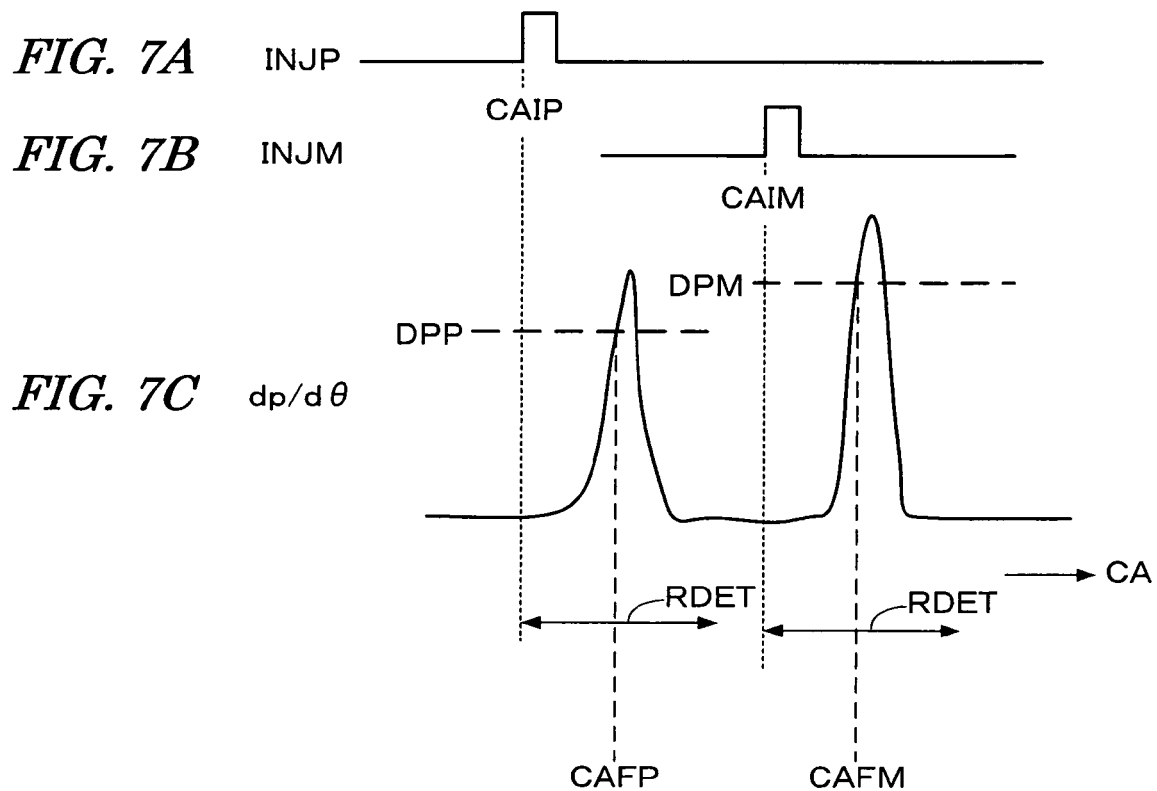 FIG. 7A INJP
CAIP
FIG. 7B INJM
CAIM
DPM
DPP
FIG. 7C dp/dθ
CA
RDET
RDET
CAFP
CAFM